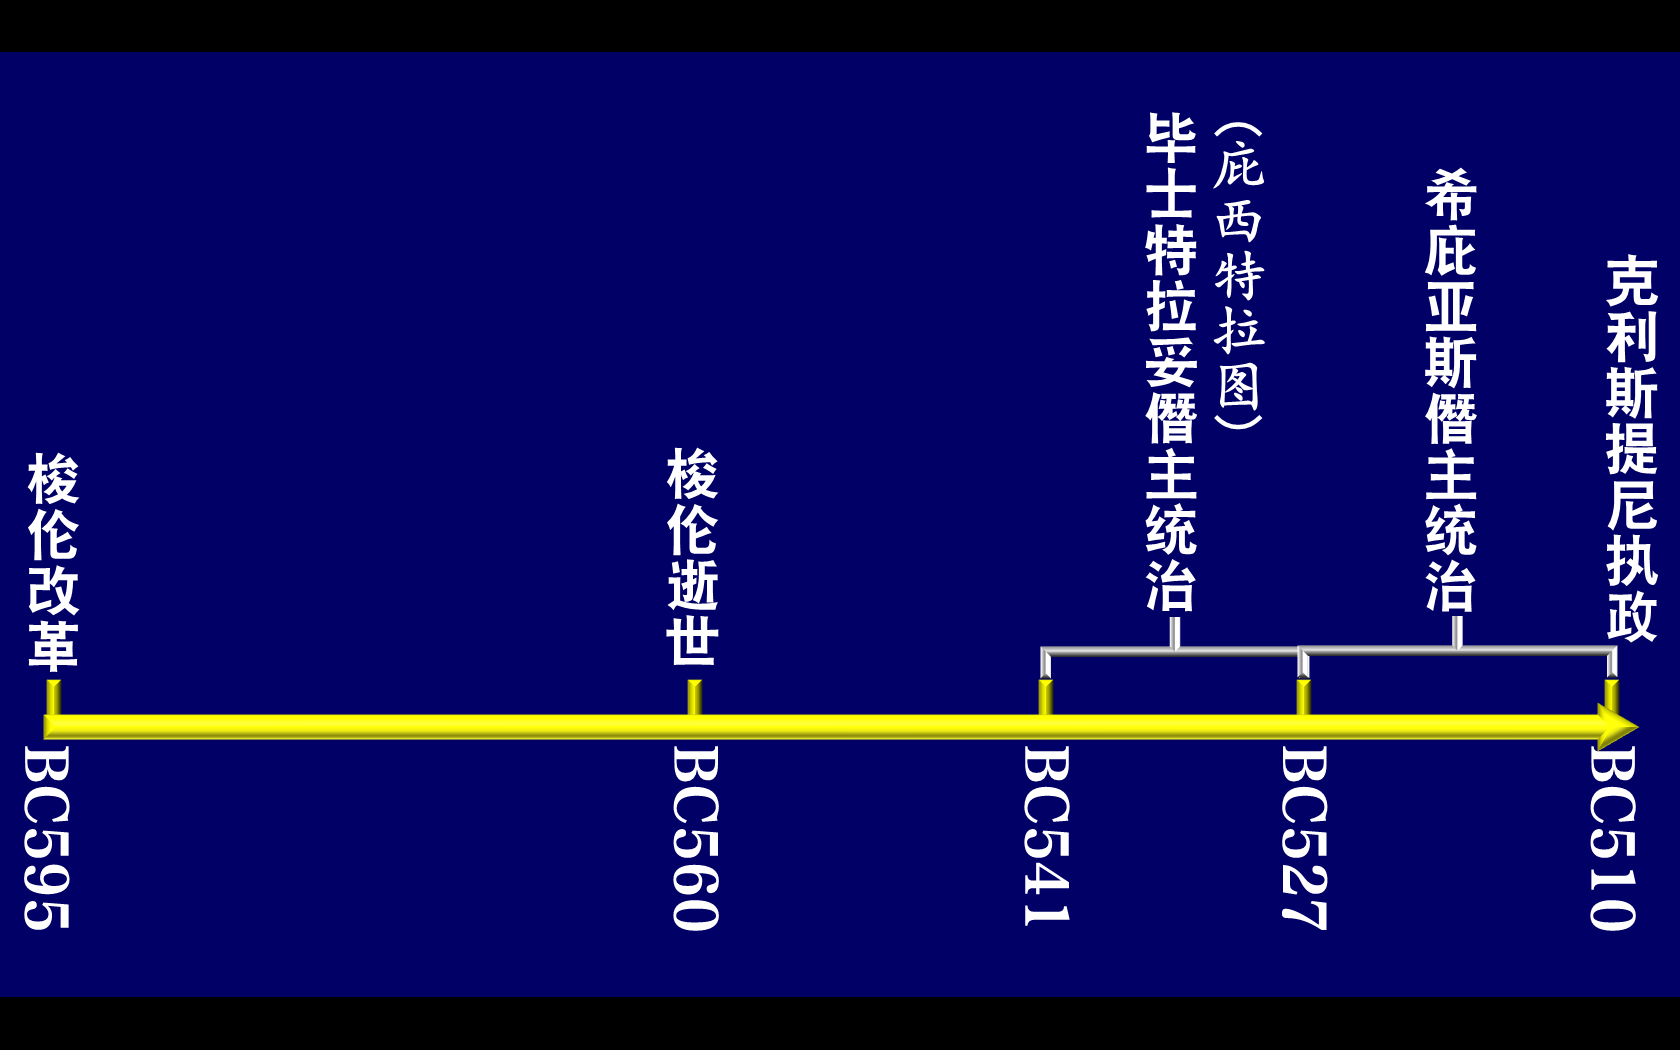 梭伦改革
梭伦逝世
毕士特拉妥僭主统治
（庇西特拉图）
希庇亚斯僭主统治
克利斯提尼执政
BC595
BC560
BC541
BC527
BC510